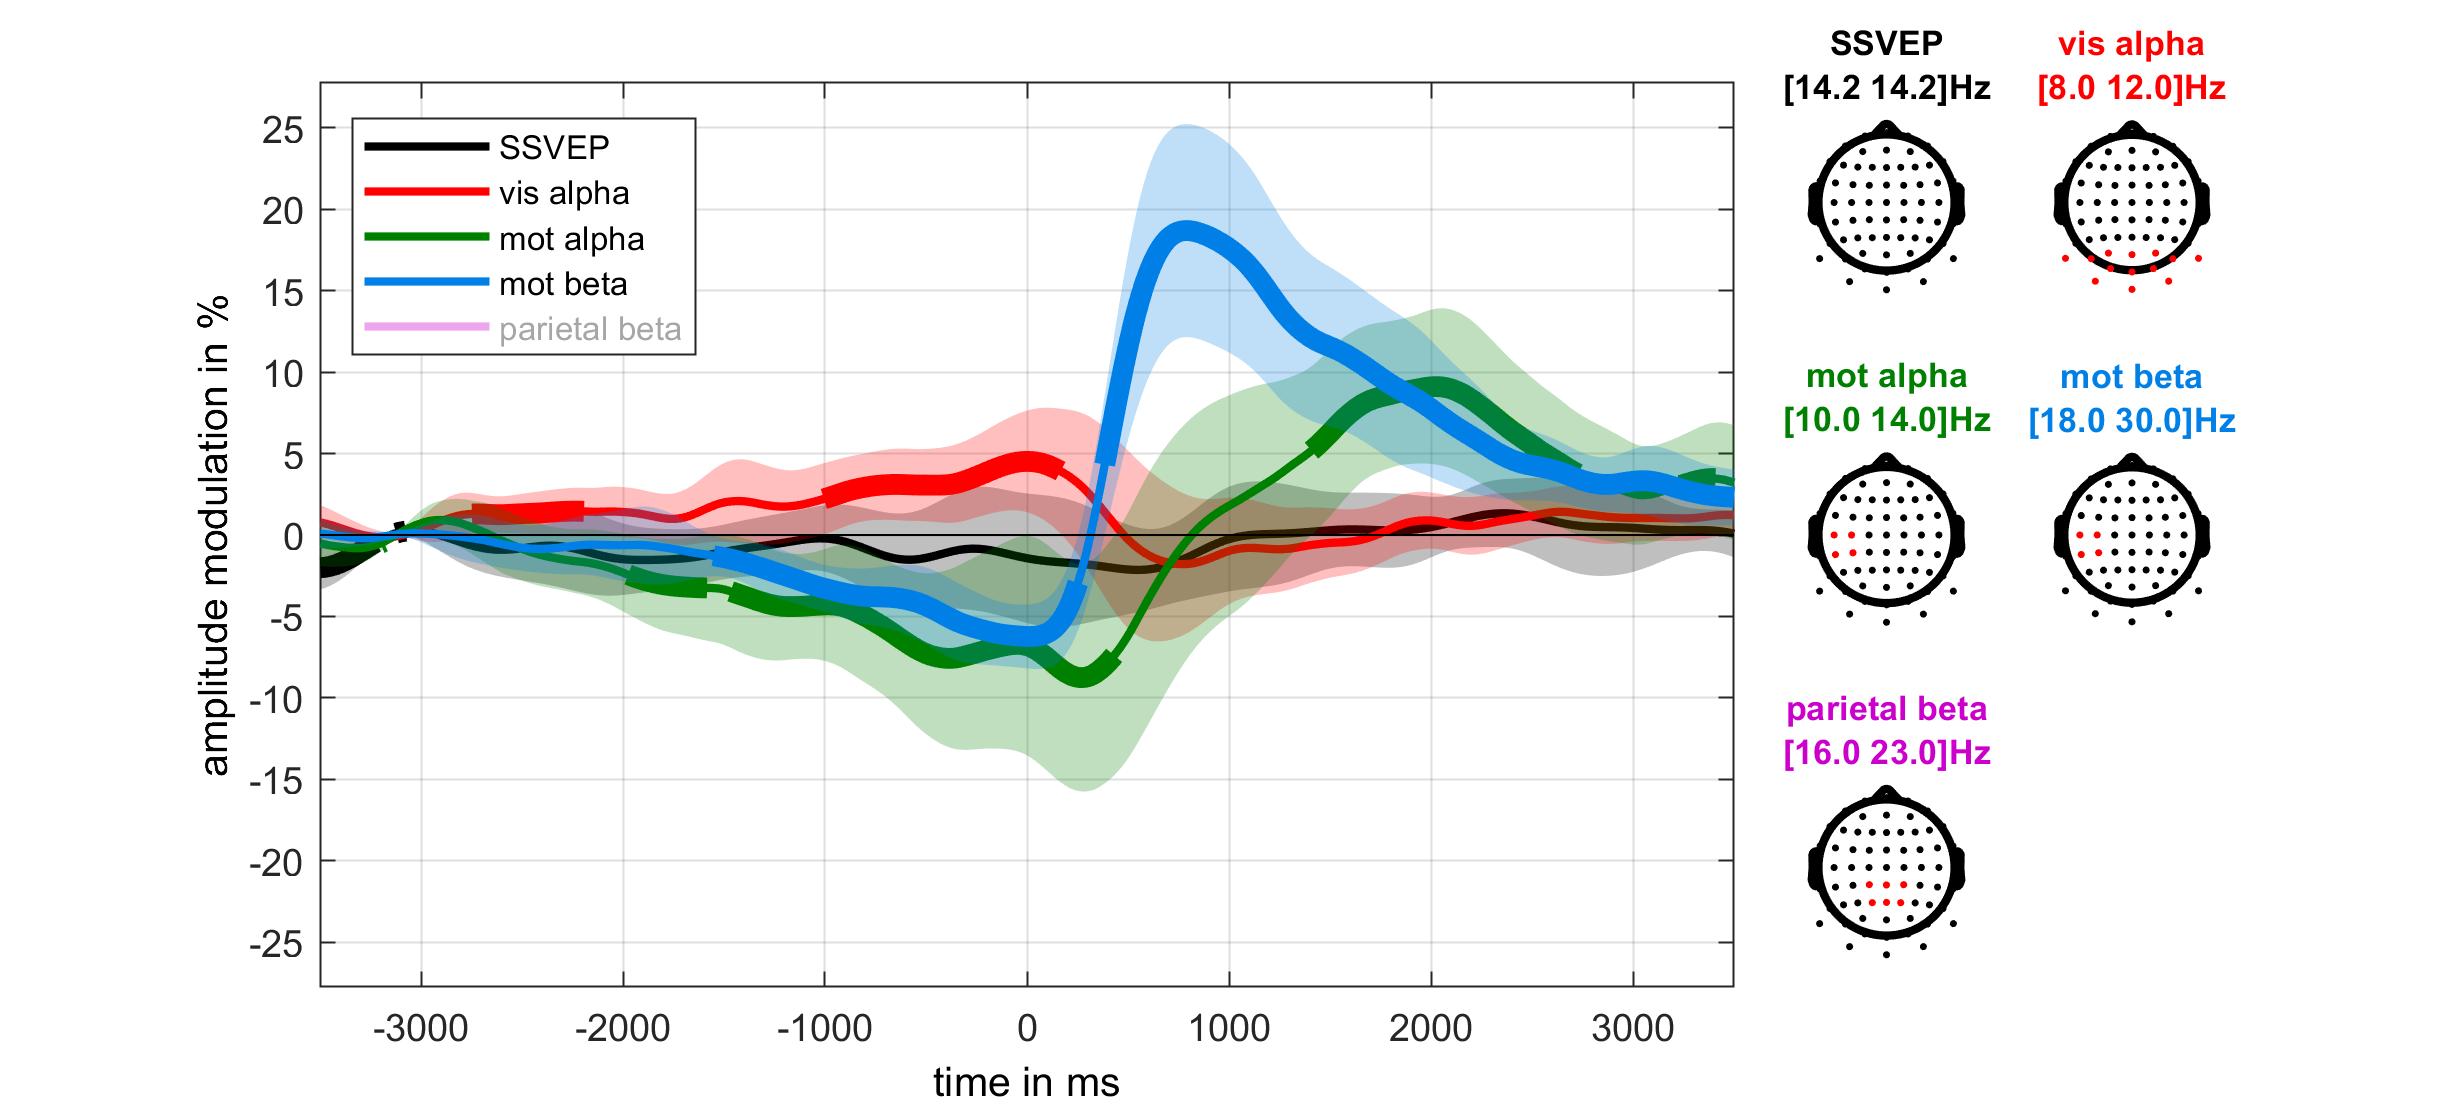 SSVEP
[14.2 14.2]Hz
vis alpha
[8.0 12.0]Hz
mot alpha
[10.0 14.0]Hz
mot beta
[18.0 30.0]Hz
parietal beta
[16.0 23.0]Hz
SSVEP
vis alpha
mot alpha
mot beta
parietal beta
amplitude modulation in %
25
20
15
10
5
0
-5
-10
-15
-20
-25
-3000 -2000 -1000 0 1000 2000 3000
time in ms